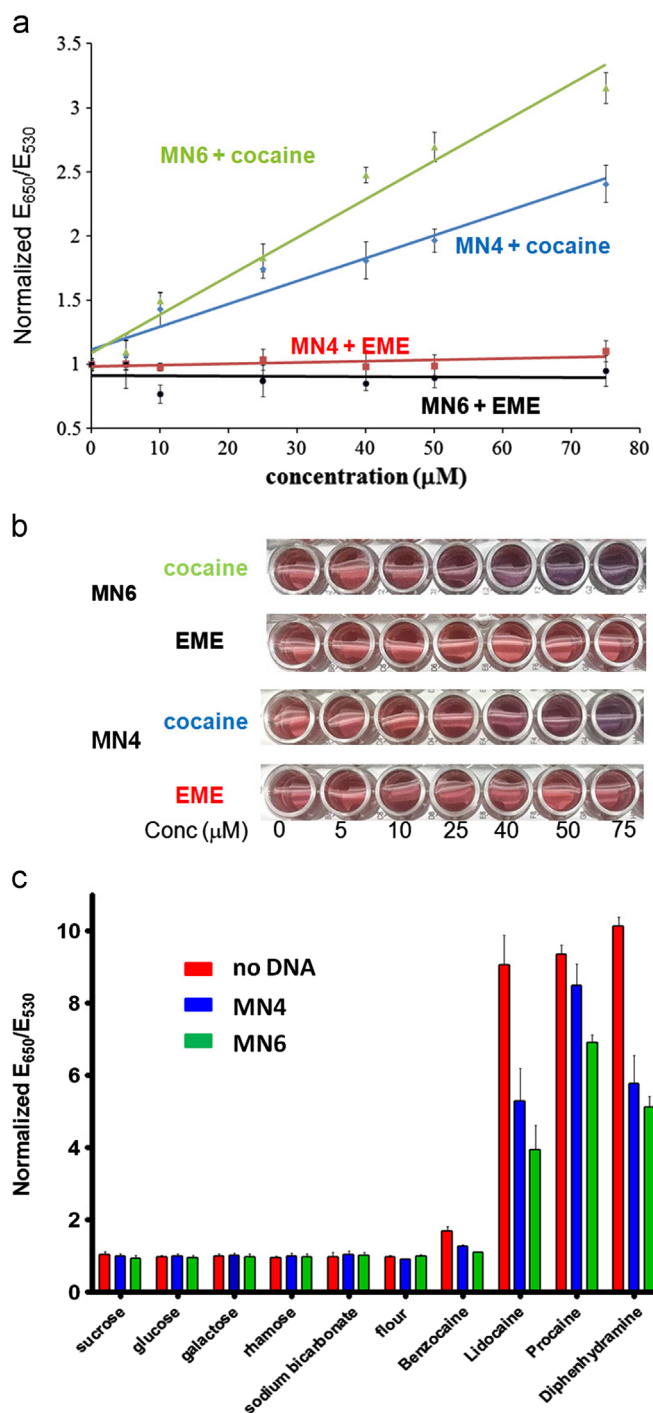 a
3.5
3
2.5
2
1.5
1
0.5
Normalized E650/E530
MN6 + cocaine
MN4 + cocaine
MN4 + EME
MN6 + EME
0 10 20 30 40 50 60 70 80
concentration (μM)
b
MN6
cocaine
EME
MN4
cocaine
EME
Conc (μM) 0 5 10 25 40 50 75
c
10
8
6
4
2
0
Normalized E650/E530
no DNA
MN4
MN6
sucrose
glucose
galactose
rhamose
sodium bicarbonate
flour
Benzocaine
Lidocaine
Procaine
Diphenhydramine